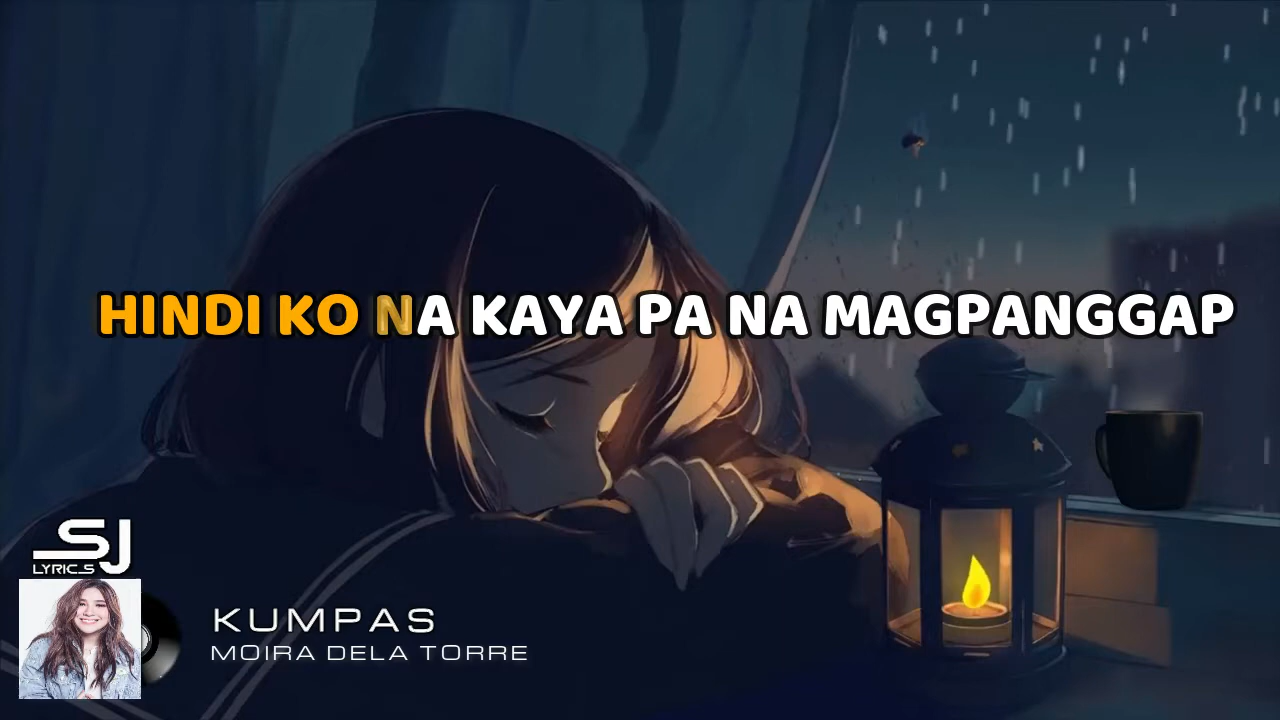 HINDI KO NA KAYA PA NA MAGPANGGAP
SJ
LYRIC_S
KUMPAS
MOIRA DELA TORRE